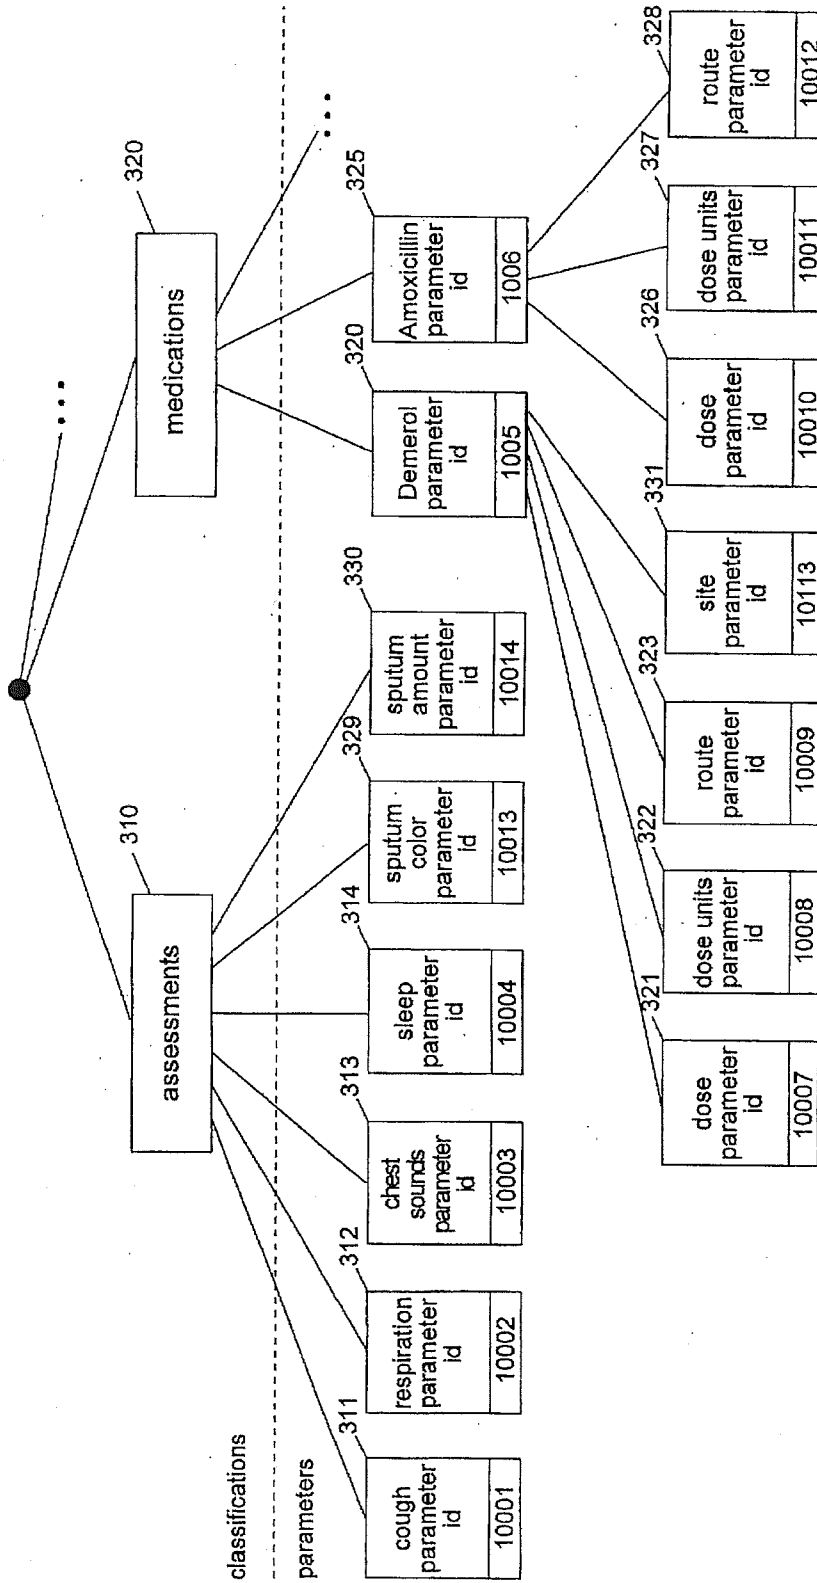 classifications
parameters
310
assessments
320
medications
311
cough
parameter
id
10001
312
respiration
parameter
id
10002
313
chest
sounds
parameter
id
10003
314
sleep
parameter
id
10004
329
sputum
color
parameter
id
10013
330
sputum
amount
parameter
id
10014
320
Demerol
parameter
id
1005
325
Amoxicillin
parameter
id
1006
321
dose
parameter
id
10007
322
dose units
parameter
id
10008
323
route
parameter
id
10009
331
site
parameter
id
10113
326
dose
parameter
id
10010
327
dose units
parameter
id
10011
328
route
parameter
id
10012